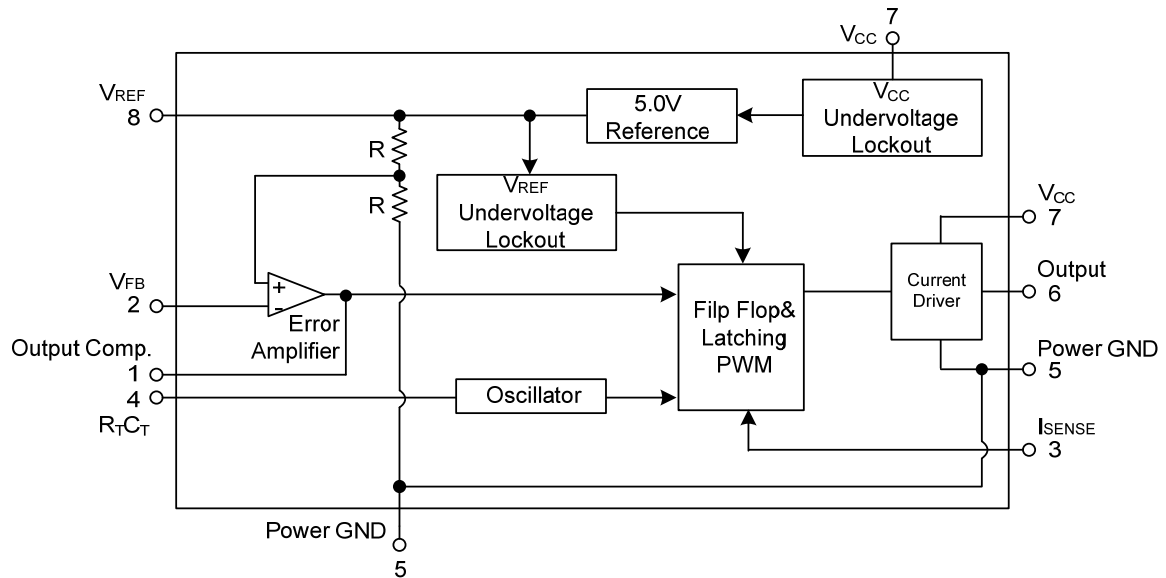 7
VCC
VREF
8
5.0V
Reference
VCC
Undervoltage
Lockout
R
R
VREF
Undervoltage
Lockout
VCC
7
VFB
2
+
-
Error
Amplifier
Filp Flop&
Latching
PWM
Current
Driver
Output
6
Output Comp.
1
Power GND
5
4
RTCT
Oscillator
ISENSE
3
Power GND
5